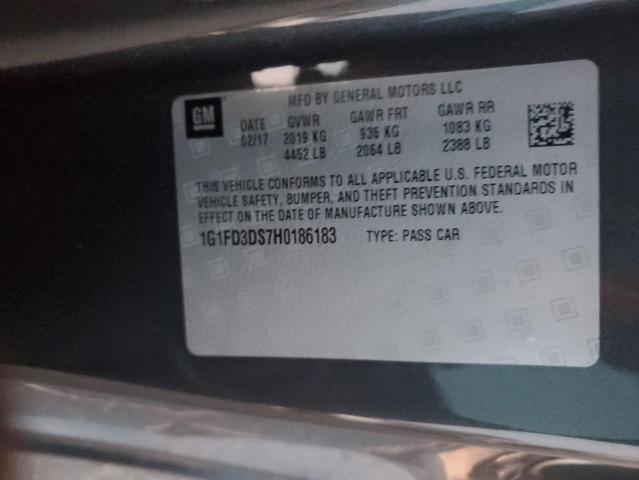 GM
MFD BY GENERAL MOTORS LLC
DATE GVWR GAWR FRT GAWR RR
02/17 2019 KG 936 KG 1083 KG
4452 LB 2064 LB 2388 LB
THIS VEHICLE CONFORMS TO ALL APPLICABLE U.S. FEDERAL MOTOR
VEHICLE SAFETY, BUMPER, AND THEFT PREVENTION STANDARDS IN
EFFECT ON THE DATE OF MANUFACTURE SHOWN ABOVE.
1G1FD3DS7H0186183 TYPE: PASS CAR